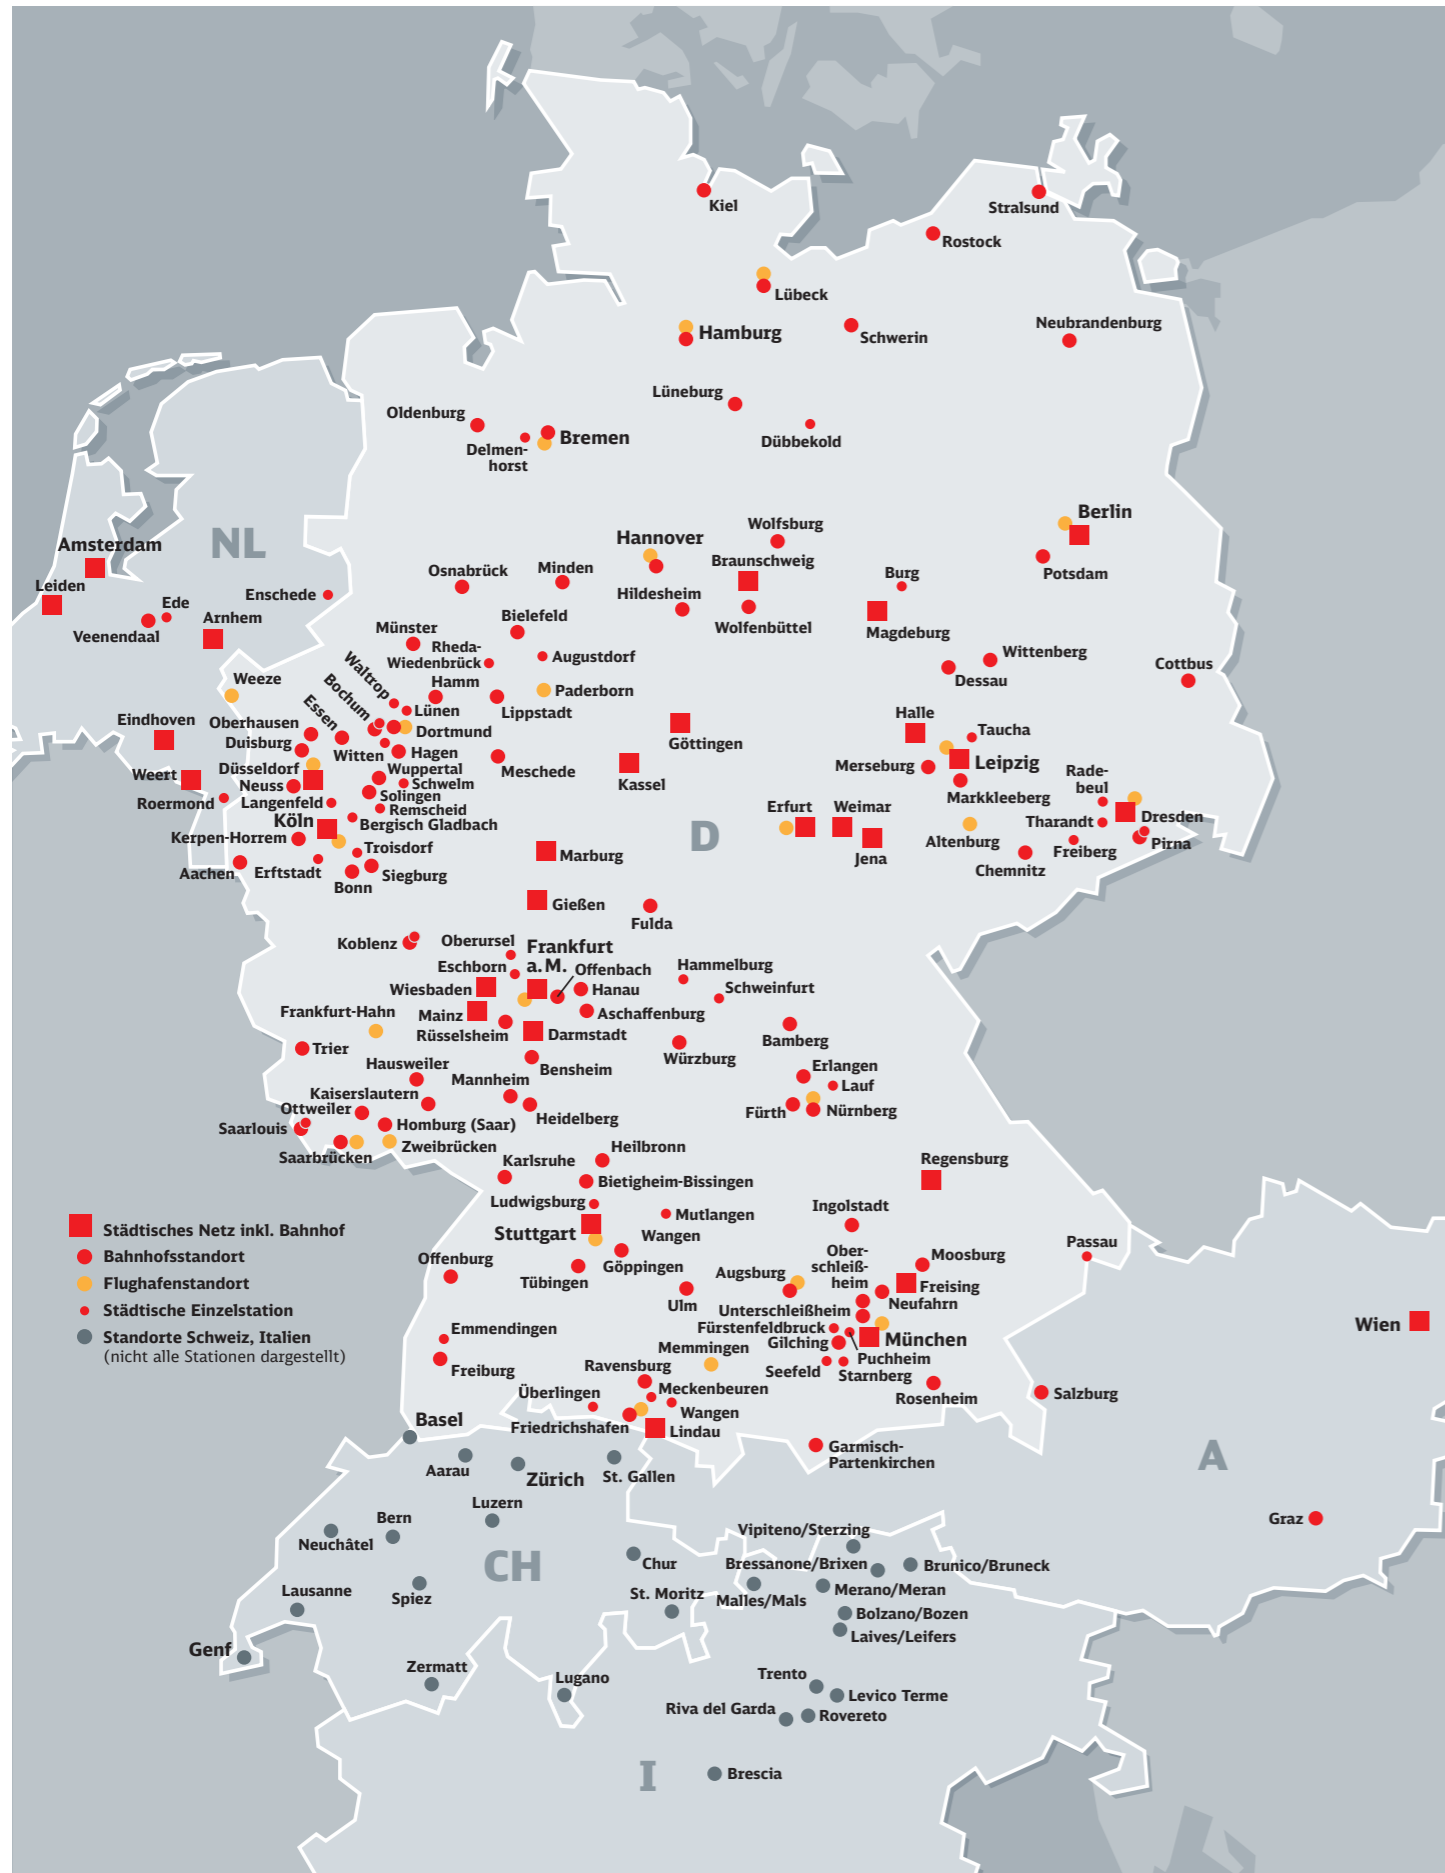 Kiel
Stralsund
Rostock
Lübeck
Hamburg
Schwerin
Neubrandenburg
Lüneburg
Oldenburg
Bremen
Delmen-
horst
Dübbekold
Berlin
Potsdam
Wolfsburg
Hannover
Braunschweig
Amsterdam
NL
Leiden
Ede
Enschede
Arnhem
Veenendaal
Osnabrück
Minden
Hildesheim
Wolfenbüttel
Burg
Magdeburg
Bielefeld
Münster
Rheda-
Wiedenbrück
Augustdorf
Wittenberg
Dessau
Cottbus
Weeze
Waltrop
Hamm
Paderborn
Bochum
Essen
Lünen
Lippstadt
Eindhoven
Oberhausen
Dortmund
Duisburg
Witten
Hagen
Göttingen
Halle
Taucha
Weert
Düsseldorf
Wuppertal
Meschede
Kassel
Merseburg
Leipzig
Neuss
Schwelm
Solingen
Roermond
Langenfeld
Remscheid
Markkleeberg
Rade-
beul
Köln
Bergisch Gladbach
Erfurt
Weimar
Tharandt
Dresden
Kerpen-Horrem
D
Jena
Altenburg
Freiberg
Pirna
Troisdorf
Marburg
Chemnitz
Aachen
Erftstadt
Siegburg
Bonn
Gießen
Fulda
Koblenz
Oberursel
Frankfurt
a. M.
Eschborn
Offenbach
Hammelburg
Wiesbaden
Hanau
Schweinfurt
Frankfurt-Hahn
Mainz
Aschaffenburg
Rüsselsheim
Darmstadt
Bamberg
Trier
Würzburg
Hausweiler
Bensheim
Erlangen
Mannheim
Lauf
Kaiserslautern
Ottweiler
Heidelberg
Fürth
Nürnberg
Saarlouis
Homburg (Saar)
Saarbrücken
Zweibrücken
Heilbronn
Karlsruhe
Regensburg
Bietigheim-Bissingen
Ludwigsburg
Mutlangen
Ingolstadt
Stuttgart
Wangen
Passau
Offenburg
Göppingen
Tübingen
Ober-
schleiß-
heim
Moosburg
Augsburg
Freising
Ulm
Neufahrn
Unterschleißheim
Wien
Emmendingen
Fürstenfeldbruck
München
Gilching
Memmingen
Puchheim
Freiburg
Ravensburg
Seefeld
Starnberg
Überlingen
Meckenbeuren
Rosenheim
Salzburg
Wangen
Friedrichshafen
Lindau
Garmisch-
Partenkirchen
A
Städtisches Netz inkl. Bahnhof
Bahnhofsstandort
Flughafenstandort
Städtische Einzelstation
Standorte Schweiz, Italien
(nicht alle Stationen dargestellt)
Basel
Aarau
Zürich
St. Gallen
Luzern
Graz
Bern
Neuchâtel
Vipiteno/Sterzing
CH
Chur
Bressanone/Brixen
Brunico/Bruneck
Lausanne
Spiez
St. Moritz
Malles/Mals
Merano/Meran
Bolzano/Bozen
Laives/Leifers
Genf
Zermatt
Lugano
Trento
Levico Terme
Riva del Garda
Rovereto
I
Brescia